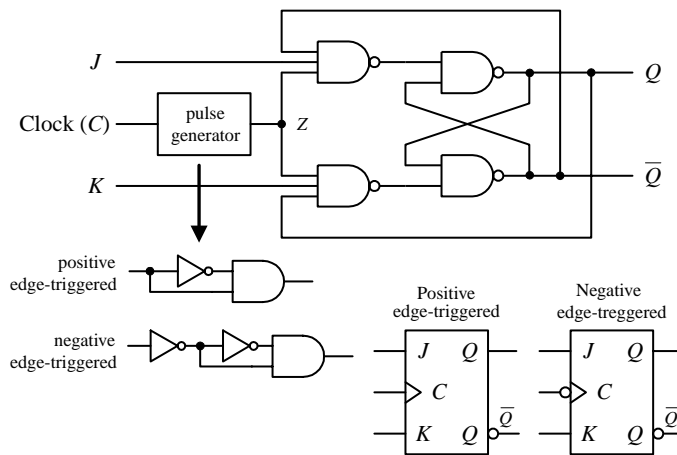 J
Clock (C)
pulse
generator
Z
K
Q
Q̅
positive
edge-triggered
negative
edge-triggered
Positive
edge-triggered
J Q
C
K Q
Q̅
Negative
edge-treggered
J Q
C
K Q
Q̅